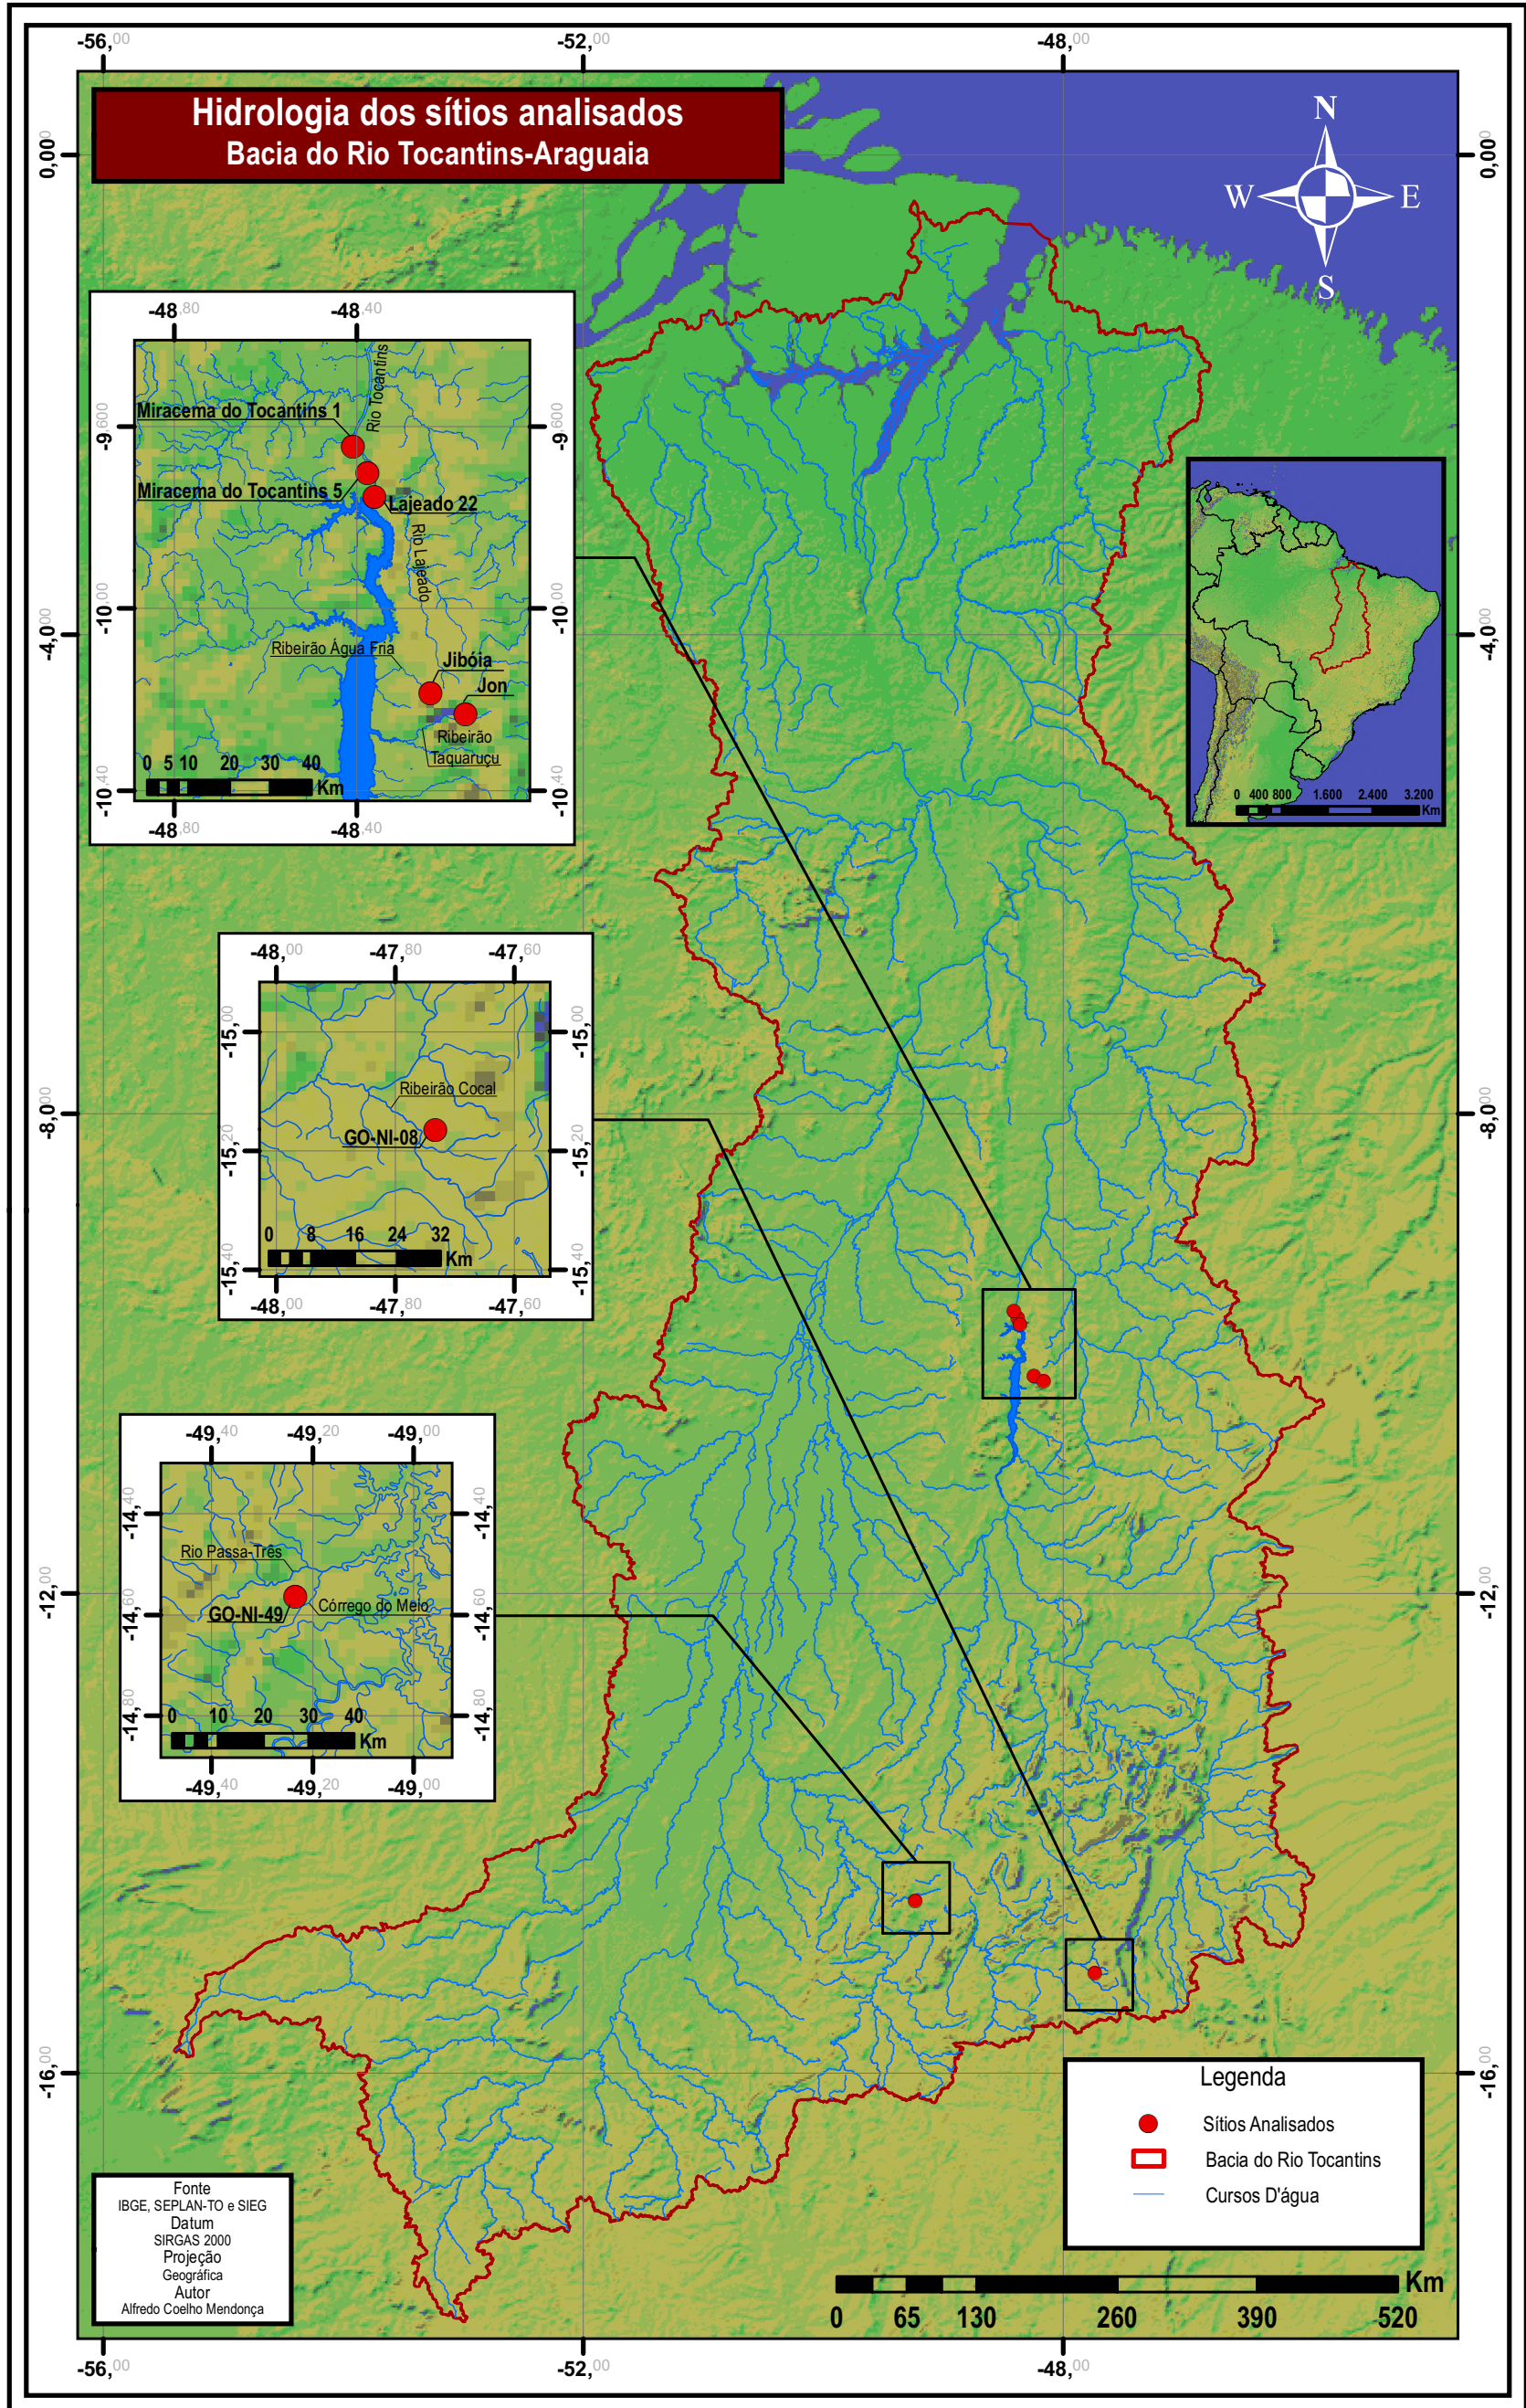 -56,00 -52,00 -48,00
Hidrologia dos sítios analisados
Bacia do Rio Tocantins-Araguaia
N
W E
S
0,00 0,00
-48,80 -48,40
Rio Tocantins
Miracema do Tocantins 1
-9,600 -9,600
Miracema do Tocantins 5
Lajeado 22
Rio Lajeado
-10,00 -10,00
Ribeirão Água Fria
Jibóia
Jon
Ribeirão
Taquaruçu
0 5 10 20 30 40
Km
-10,40 -10,40
-48,80 -48,40
-4,000 -4,000
0 400 800 1.600 2.400 3.200
Km
-48,00 -47,80 -47,60
-15,00 -15,00
Ribeirão Cocal
GO-NI-08
-15,20 -15,20
0 8 16 24 32
Km
-15,40 -15,40
-48,00 -47,80 -47,60
-8,000 -8,000
-49,40 -49,20 -49,00
-14,40 -14,40
Rio Passa-Três
GO-NI-49
Córrego do Meio
-14,60 -14,60
0 10 20 30 40
Km
-14,80 -14,80
-49,40 -49,20 -49,00
-12,00 -12,00
-16,00 -16,00
Legenda
Sítios Analisados
Bacia do Rio Tocantins
Cursos D'água
Fonte
IBGE, SEPLAN-TO e SIEG
Datum
SIRGAS 2000
Projeção
Geográfica
Autor
Alfredo Coelho Mendonça
Km
0 65 130 260 390 520
-56,00 -52,00 -48,00